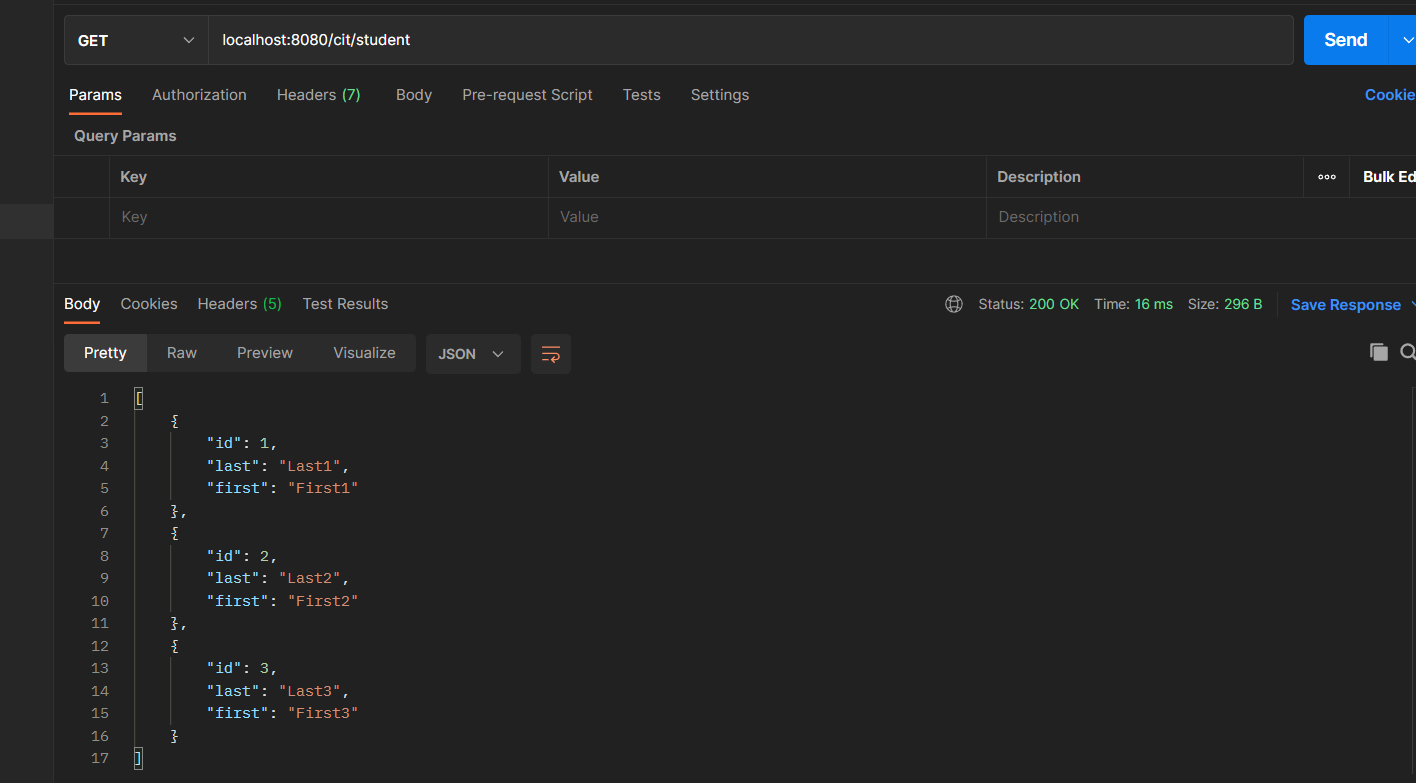 GET localhost:8080/cit/student Send
Params Authorization Headers (7) Body Pre-request Script Tests Settings Cookie
Query Params
Key Value Description ooo Bulk Ed
Key Value Description
Body Cookies Headers (5) Test Results Status: 200 OK Time: 16 ms Size: 296 B Save Response
Pretty Raw Preview Visualize JSON
1 [
2 {
3 "id": 1,
4 "last": "Last1",
5 "first": "First1"
6 },
7 {
8 "id": 2,
9 "last": "Last2",
10 "first": "First2"
11 },
12 {
13 "id": 3,
14 "last": "Last3",
15 "first": "First3"
16 }
17 ]